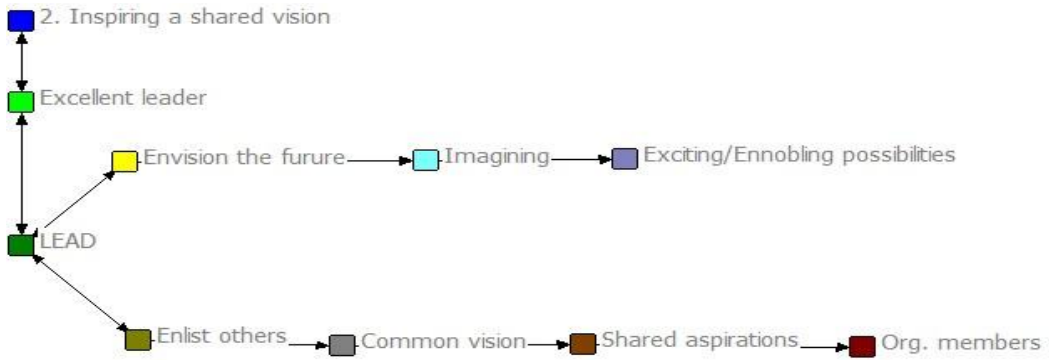 2. Inspiring a shared vision
Excellent leader
Envision the furure
Imagining
Exciting/Ennobling possibilities
LEAD
Enlist others
Common vision
Shared aspirations
Org. members